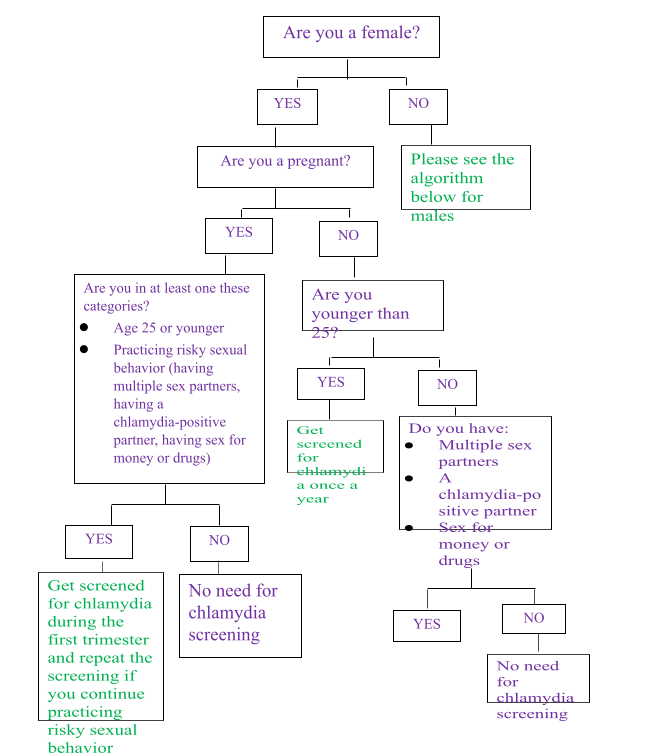 Are you a female?
YES
NO
Are you a pregnant?
Please see the
algorithm
below for
males
YES
NO
Are you in at least one these
categories?
● Age 25 or younger
● Practicing risky sexual
behavior (having
multiple sex partners,
having a
chlamydia-positive
partner, having sex for
money or drugs)
Are you
younger than
25?
YES
NO
Get
screened
for
chlamydi
a once a
year
Do you have:
● Multiple sex
partners
● A
chlamydia-po
sitive partner
● Sex for
money or
drugs
YES
NO
Get screened
for chlamydia
during the
first trimester
and repeat the
screening if
you continue
practicing
risky sexual
behavior
No need for
chlamydia
screening
YES
NO
No need
for
chlamydia
screening